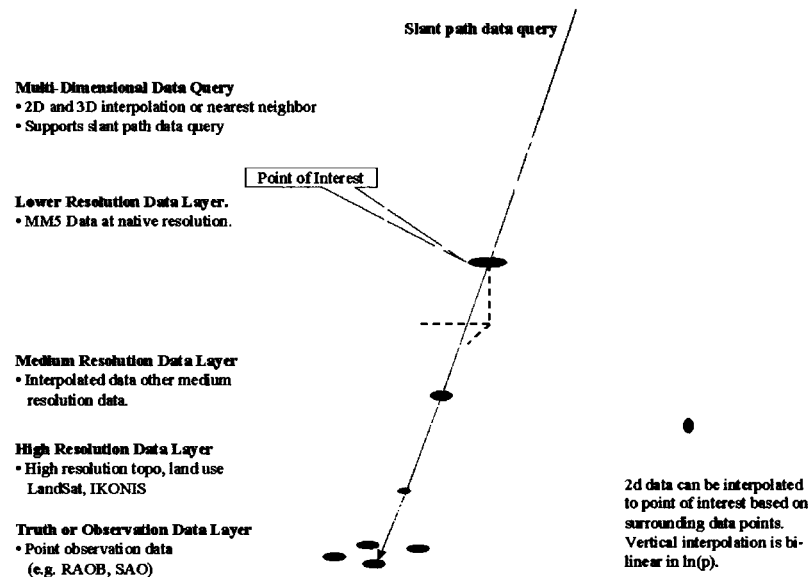 Slant path data query
Multi-Dimensional Data Query
• 2D and 3D interpolation or nearest neighbor
• Supports slant path data query
Point of Interest
Lower Resolution Data Layer.
• MM5 Data at native resolution.
Medium Resolution Data Layer
• Interpolated data other medium
resolution data.
High Resolution Data Layer
• High resolution topo, land use
LandSat, IKONIS
Truth or Observation Data Layer
• Point observation data
(e.g. RAOB, SAO)
2d data can be interpolated
to point of interest based on
surrounding data points.
Vertical interpolation is bi-
linear in ln(p).